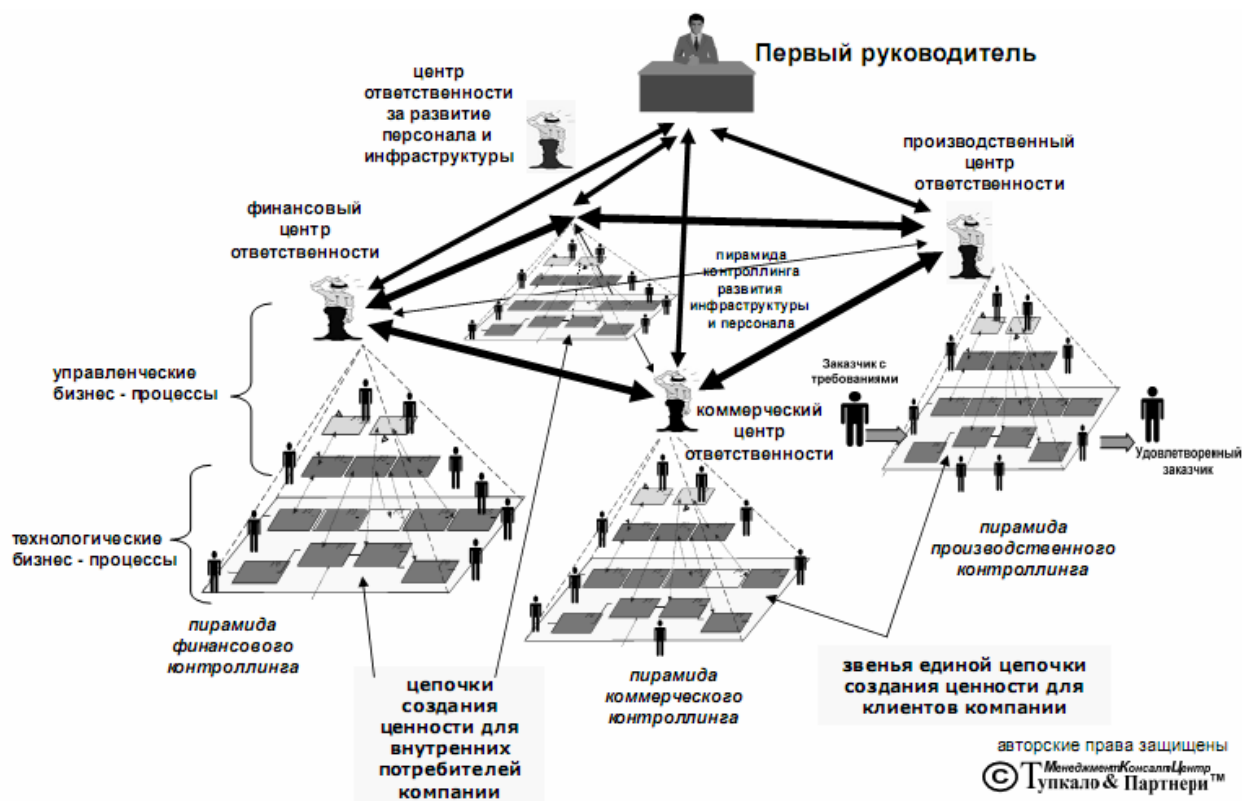 Первый руководитель
центр
ответственности
за развитие
персонала и
инфраструктуры
производственный
центр
ответственности
финансовый
центр
ответственности
пирамида
контроллинга
развития
инфраструктуры
и персонала
управленческие
бизнес - процессы
Заказчик с
требованиями
коммерческий
центр
ответственности
Удовлетворенный
заказчик
технологические
бизнес - процессы
пирамида
производственного
контроллинга
пирамида
финансового
контроллинга
цепочки
создания
ценности для
внутренних
потребителей
компании
пирамида
коммерческого
контроллинга
звенья единой цепочки
создания ценности для
клиентов компании
авторские права защищены
МенеджментКонсалтЦентр
© Тупкало & Партнери™